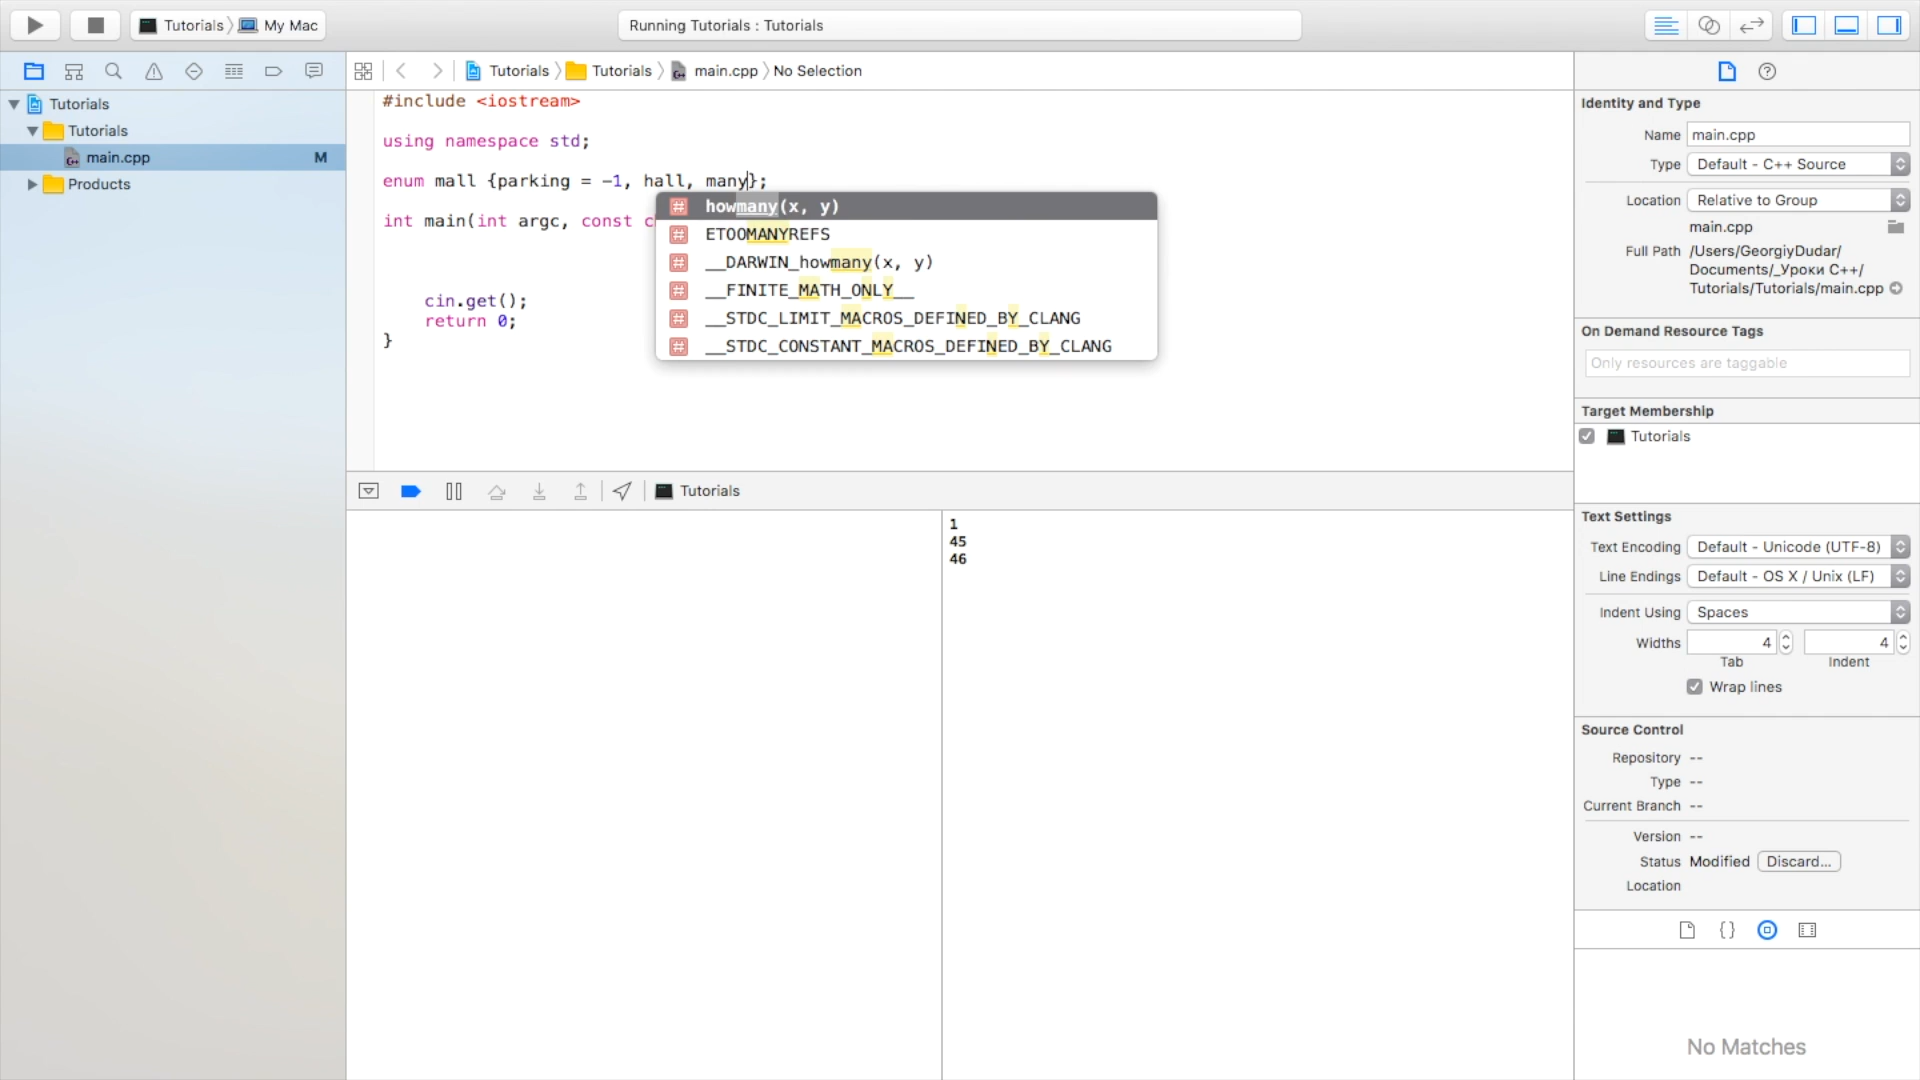 Tutorials My Mac
Running Tutorials : Tutorials
Tutorials Tutorials main.cpp No Selection
Tutorials
Tutorials
main.cpp M
Products
#include <iostream>
using namespace std;
enum mall {parking = -1, hall, many};
int main(int argc, const c
cin.get();
return 0;
}
howmany(x, y)
ETOOMANYREFS
__DARWIN_howmany(x, y)
__FINITE_MATH_ONLY__
__STDC_LIMIT_MACROS_DEFINED_BY_CLANG
__STDC_CONSTANT_MACROS_DEFINED_BY_CLANG
Tutorials
1
45
46
Identity and Type
Name main.cpp
Type Default - C++ Source
Location Relative to Group
main.cpp
Full Path /Users/GeorgiyDudar/
Documents/_Уроки C++/
Tutorials/Tutorials/main.cpp
On Demand Resource Tags
Only resources are taggable
Target Membership
Tutorials
Text Settings
Text Encoding Default - Unicode (UTF-8)
Line Endings Default - OS X / Unix (LF)
Indent Using Spaces
Widths 4 4
Tab Indent
Wrap lines
Source Control
Repository --
Type --
Current Branch --
Version --
Status Modified Discard...
Location
No Matches